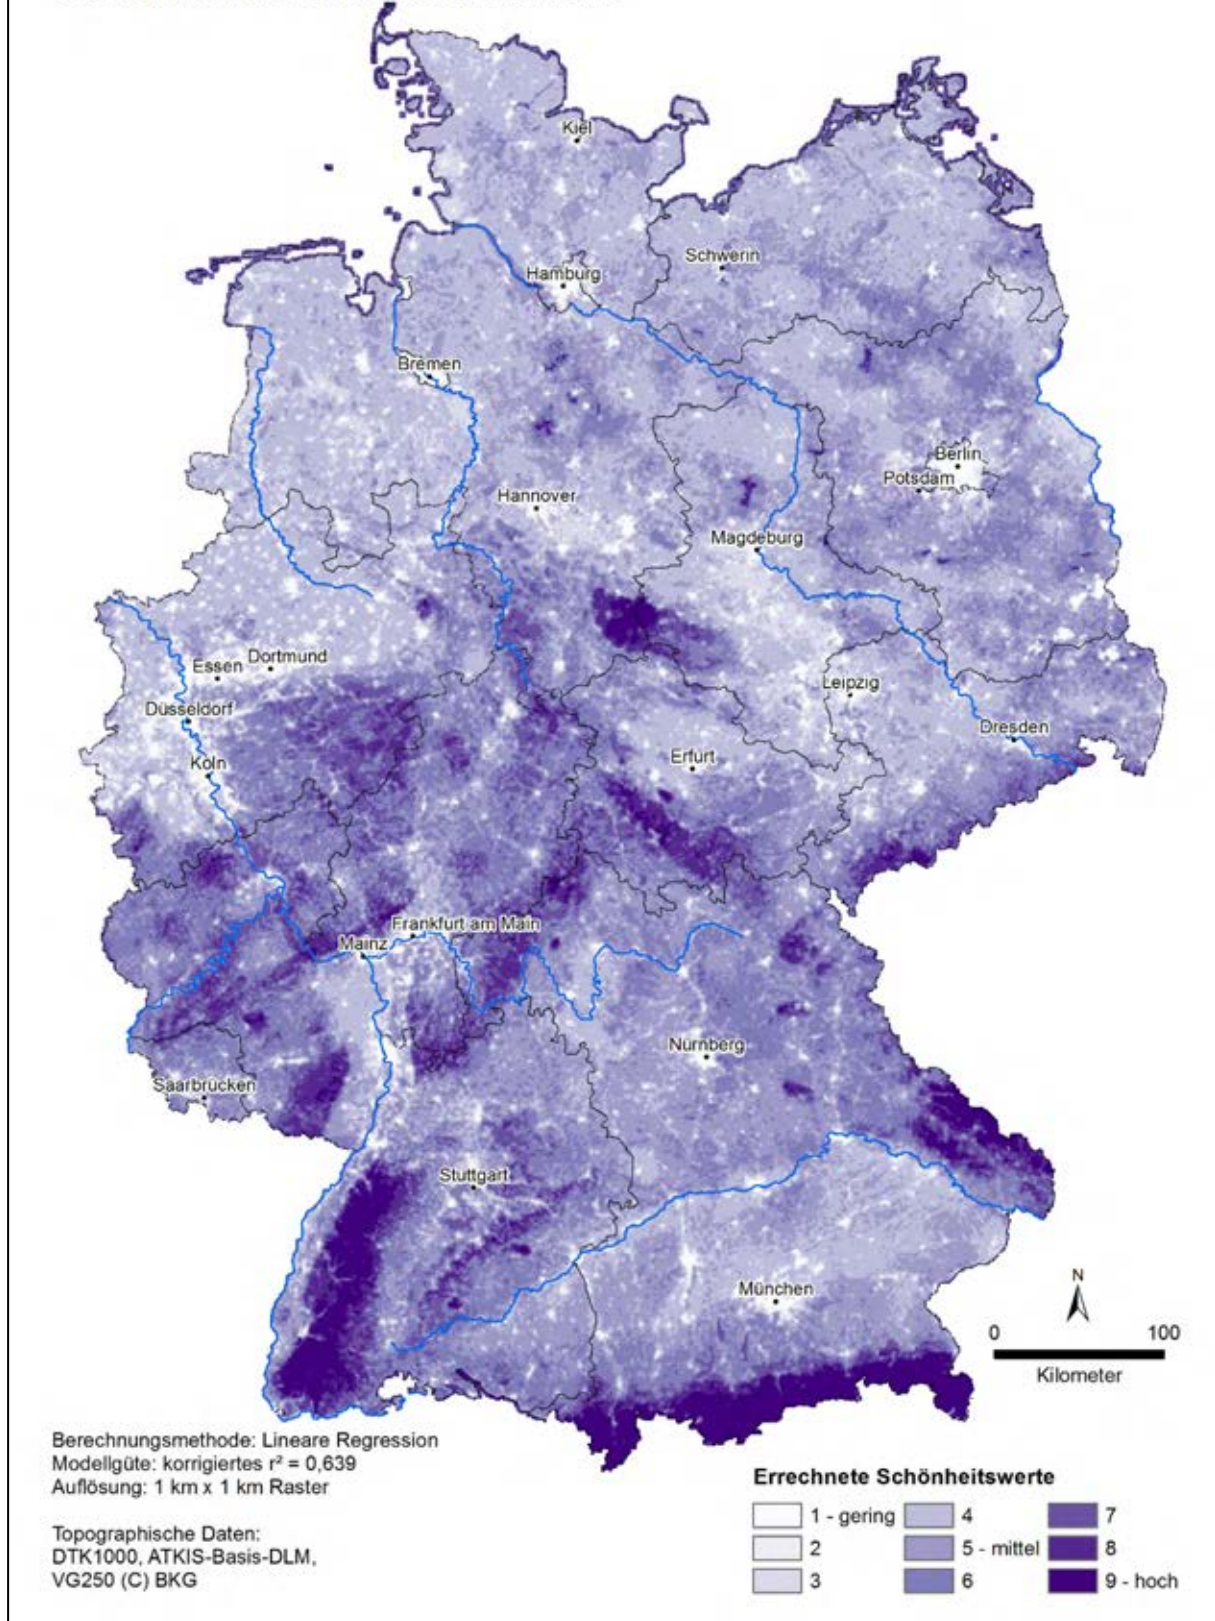 Kiel
Schwerin
Hamburg
Bremen
Berlin
Potsdam
Hannover
Magdeburg
Essen Dortmund
Leipzig
Düsseldorf
Dresden
Köln
Erfurt
Frankfurt am Main
Mainz
Nürnberg
Saarbrücken
Stuttgart
München
N
0 100
Kilometer
Berechnungsmethode: Lineare Regression
Modellgüte: korrigiertes r² = 0,639
Auflösung: 1 km x 1 km Raster
Topographische Daten:
DTK1000, ATKIS-Basis-DLM,
VG250 (C) BKG
Errechnete Schönheitswerte
1 - gering
2
3
4
5 - mittel
6
7
8
9 - hoch